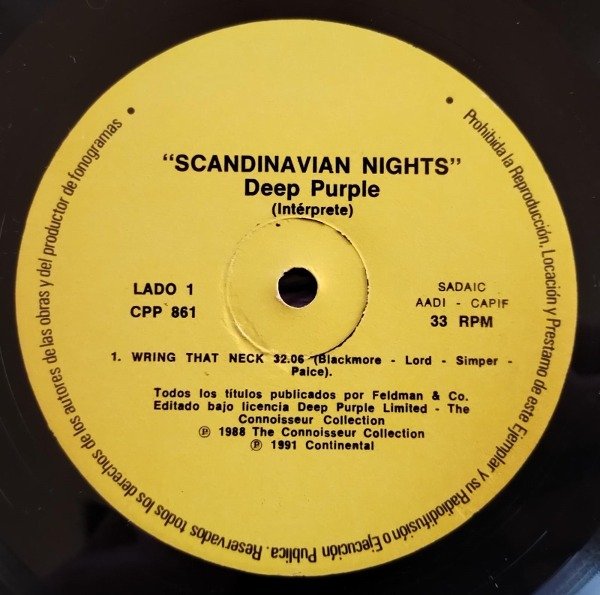 "SCANDINAVIAN NIGHTS"
Deep Purple
(Intérprete)
LADO 1
CPP 861
SADAIC
AADI - CAPIF
33 RPM
1. WRING THAT NECK 32.06 (Blackmore - Lord - Simper -
Paice).
Todos los títulos publicados por Feldman & Co.
Editado bajo licencia Deep Purple Limited - The
Connoisseur Collection
Ⓟ 1988 The Connoisseur Collection
Ⓟ 1991 Continental
• Prohibida la Reproducción, Locación y Prestamo de este Ejemplar y su Radiodifusión o Ejecución Publica. Reservados todos los derechos de los autores de las obras y del productor de fonogramas •